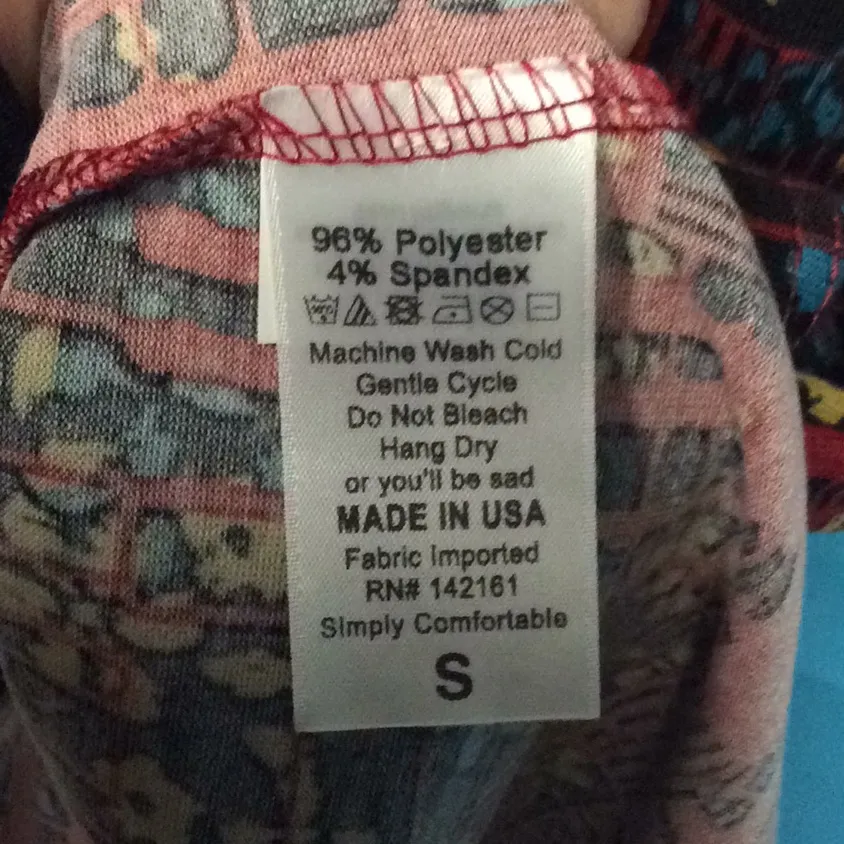 96% Polyester
4% Spandex
Machine Wash Cold
Gentle Cycle
Do Not Bleach
Hang Dry
or you'll be sad
MADE IN USA
Fabric Imported
RN# 142161
Simply Comfortable
S